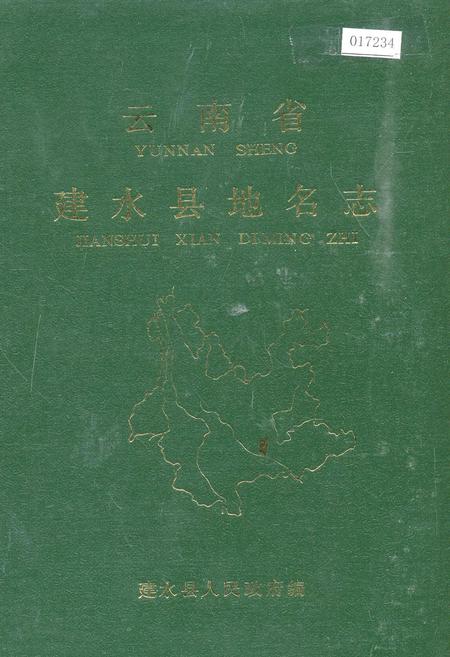 017234
云南省
YUNNAN SHENG
建水县地名志
JIANSHUI XIAN DIMING ZHI
建水县人民政府编